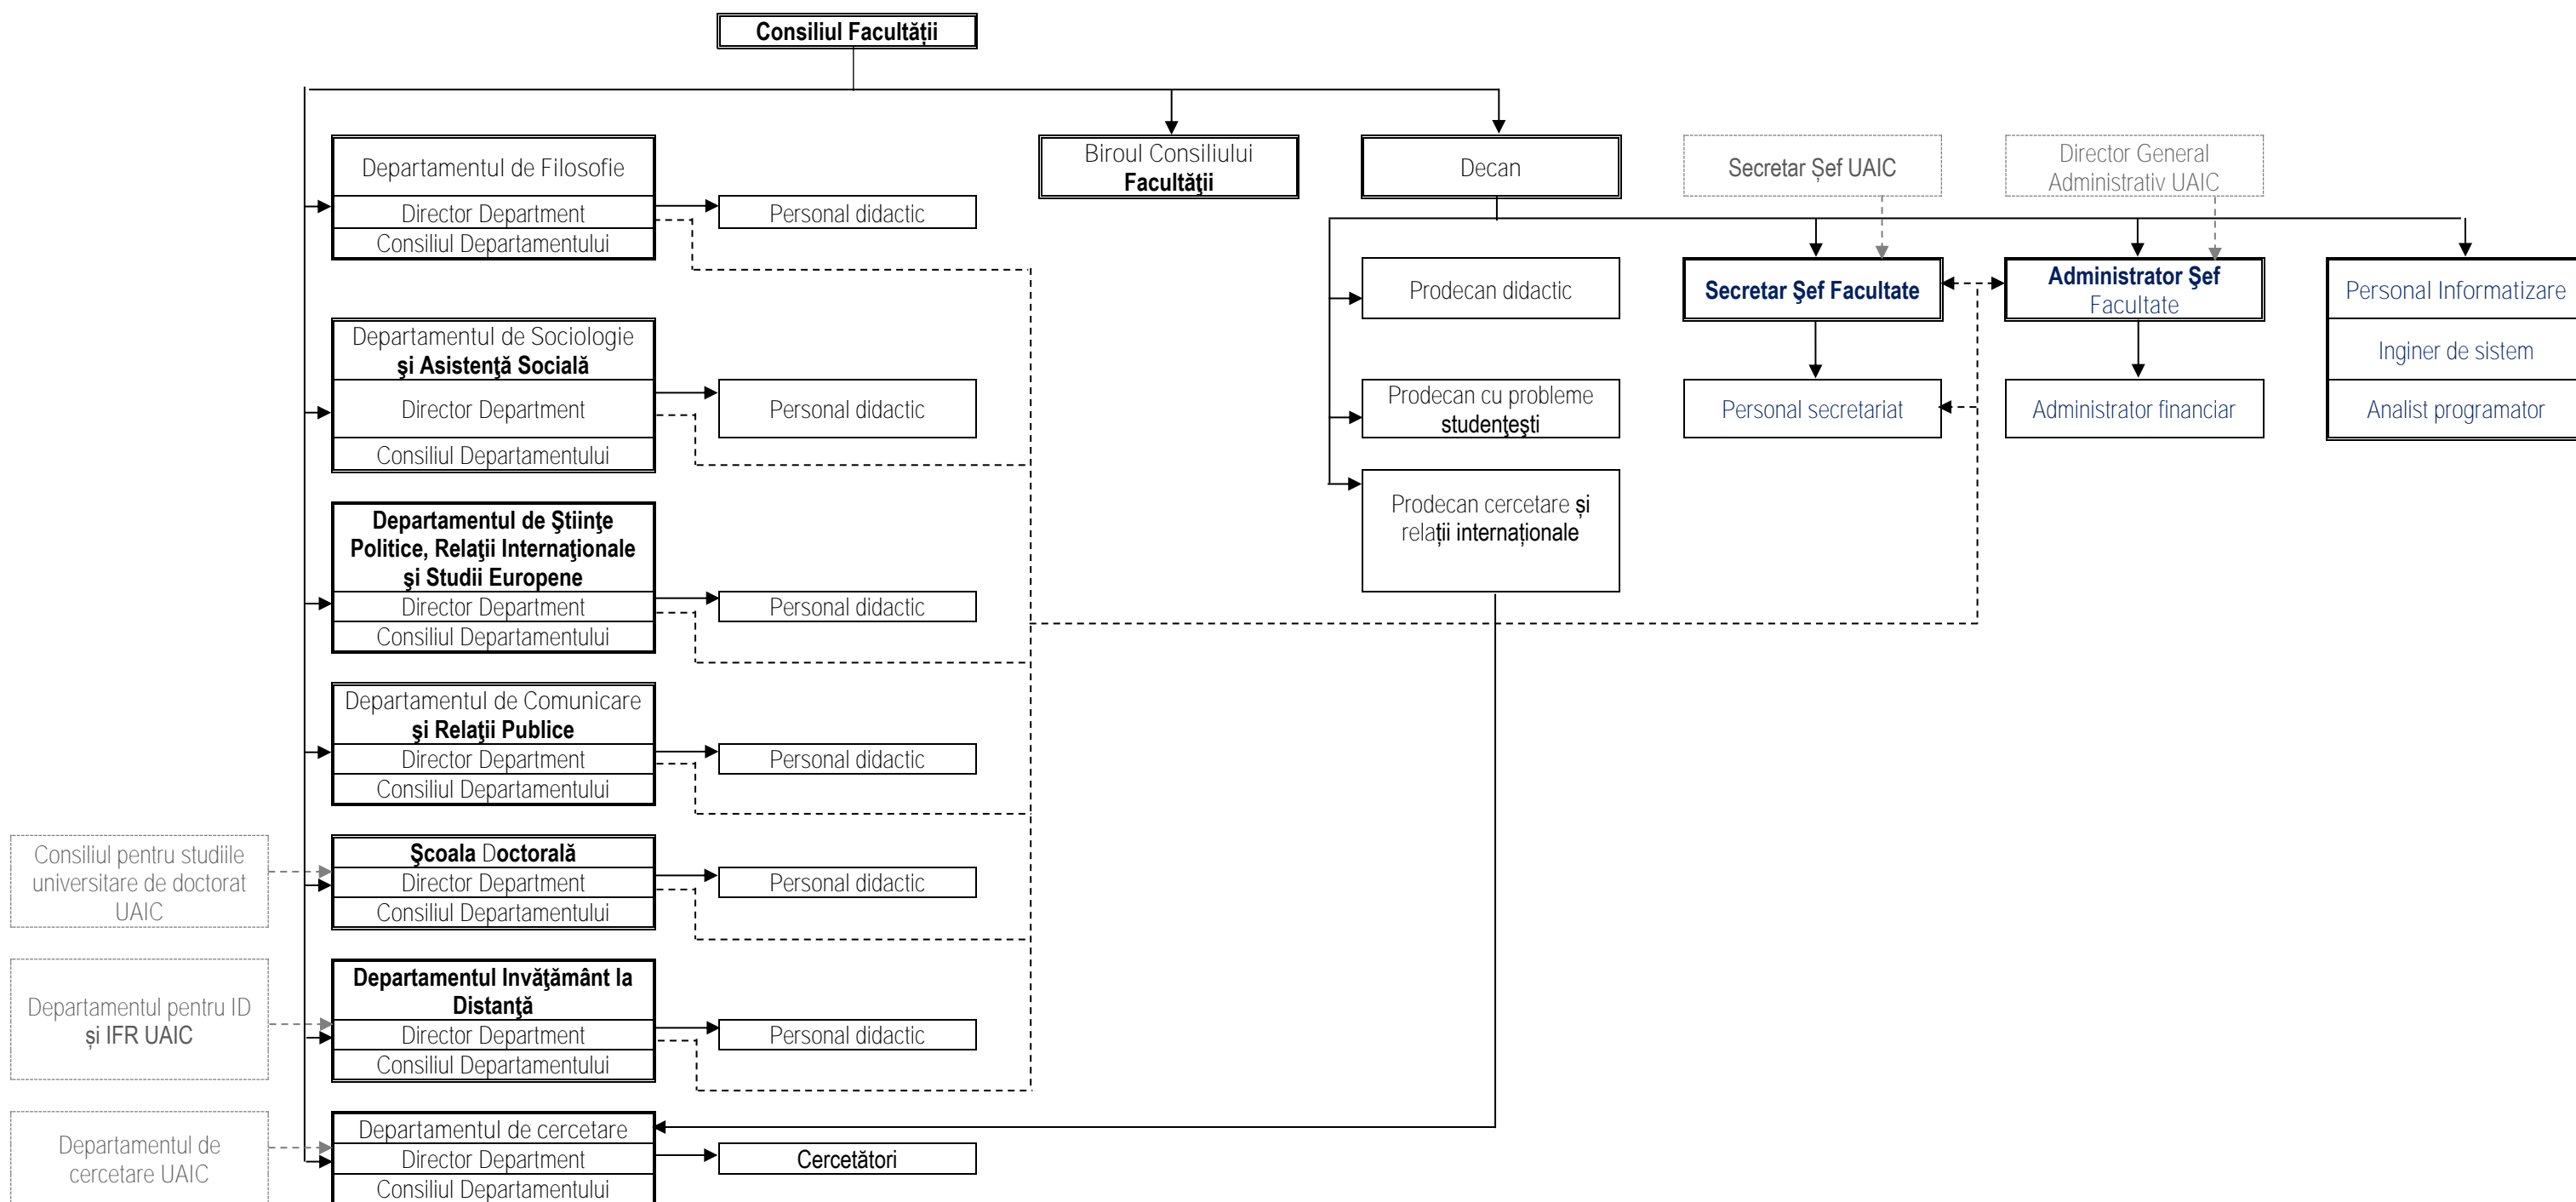 Consiliul Facultății
Departamentul de Filosofie
Director Department
Consiliul Departamentului
Personal didactic
Biroul Consiliului
Facultăţii
Decan
Secretar Șef UAIC
Director General
Administrativ UAIC
Prodecan didactic
Secretar Şef Facultate
Administrator Şef
Facultate
Personal Informatizare
Inginer de sistem
Analist programator
Departamentul de Sociologie
şi Asistenţă Socială
Director Department
Consiliul Departamentului
Personal didactic
Prodecan cu probleme
studenţeşti
Personal secretariat
Administrator financiar
Prodecan cercetare și
relații internaționale
Departamentul de Ştiinţe
Politice, Relaţii Internaţionale
şi Studii Europene
Director Department
Consiliul Departamentului
Personal didactic
Departamentul de Comunicare
şi Relaţii Publice
Director Department
Consiliul Departamentului
Personal didactic
Consiliul pentru studiile
universitare de doctorat
UAIC
Şcoala Doctorală
Director Department
Consiliul Departamentului
Personal didactic
Departamentul pentru ID
și IFR UAIC
Departamentul Invăţământ la
Distanţă
Director Department
Consiliul Departamentului
Personal didactic
Departamentul de
cercetare UAIC
Departamentul de cercetare
Director Department
Consiliul Departamentului
Cercetători